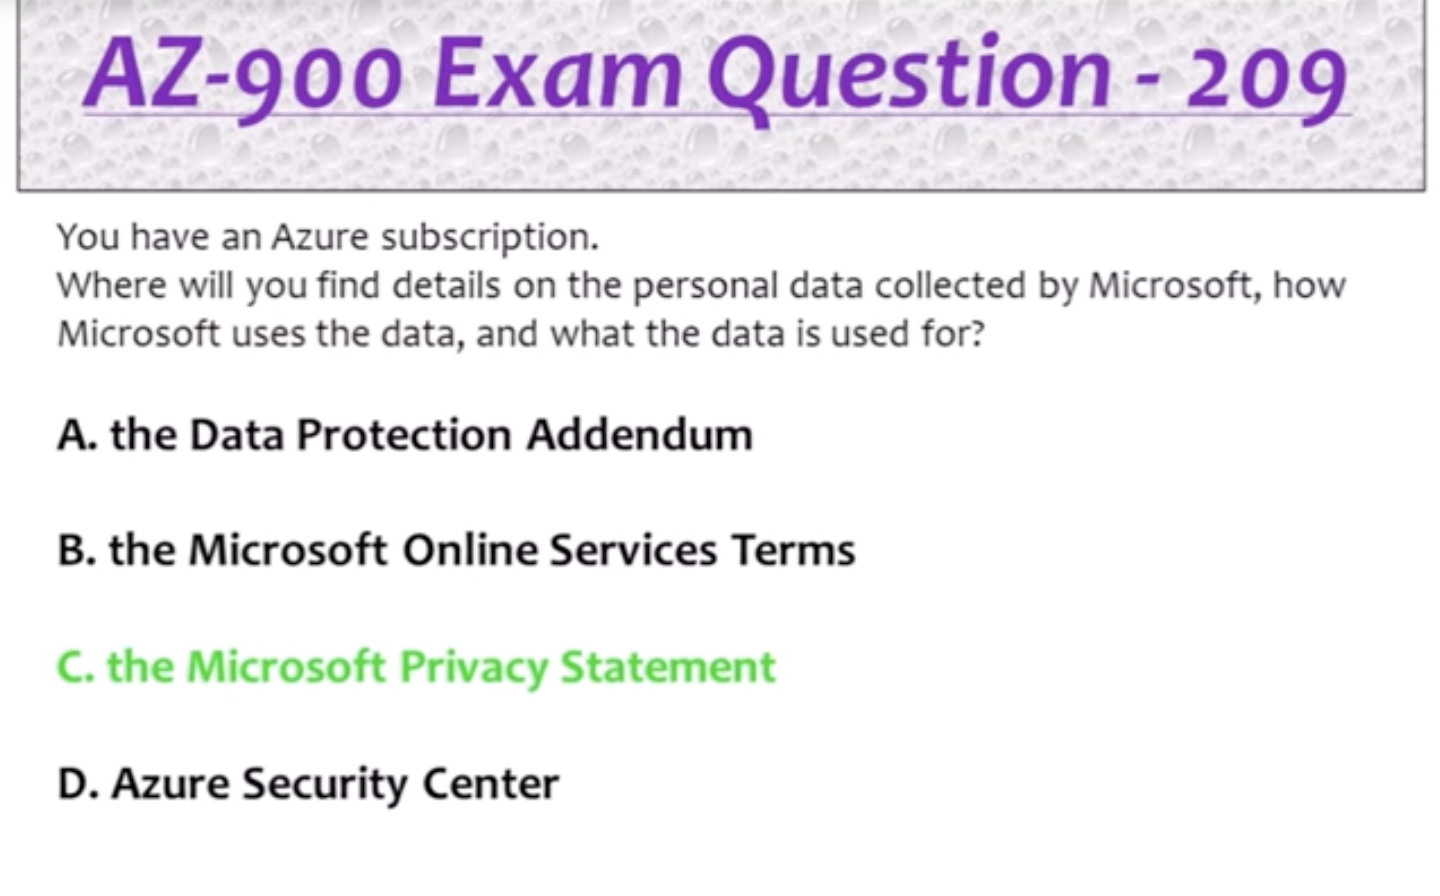 AZ-900 Exam Question - 209
You have an Azure subscription.
Where will you find details on the personal data collected by Microsoft, how
Microsoft uses the data, and what the data is used for?
A. the Data Protection Addendum
B. the Microsoft Online Services Terms
C. the Microsoft Privacy Statement
D. Azure Security Center